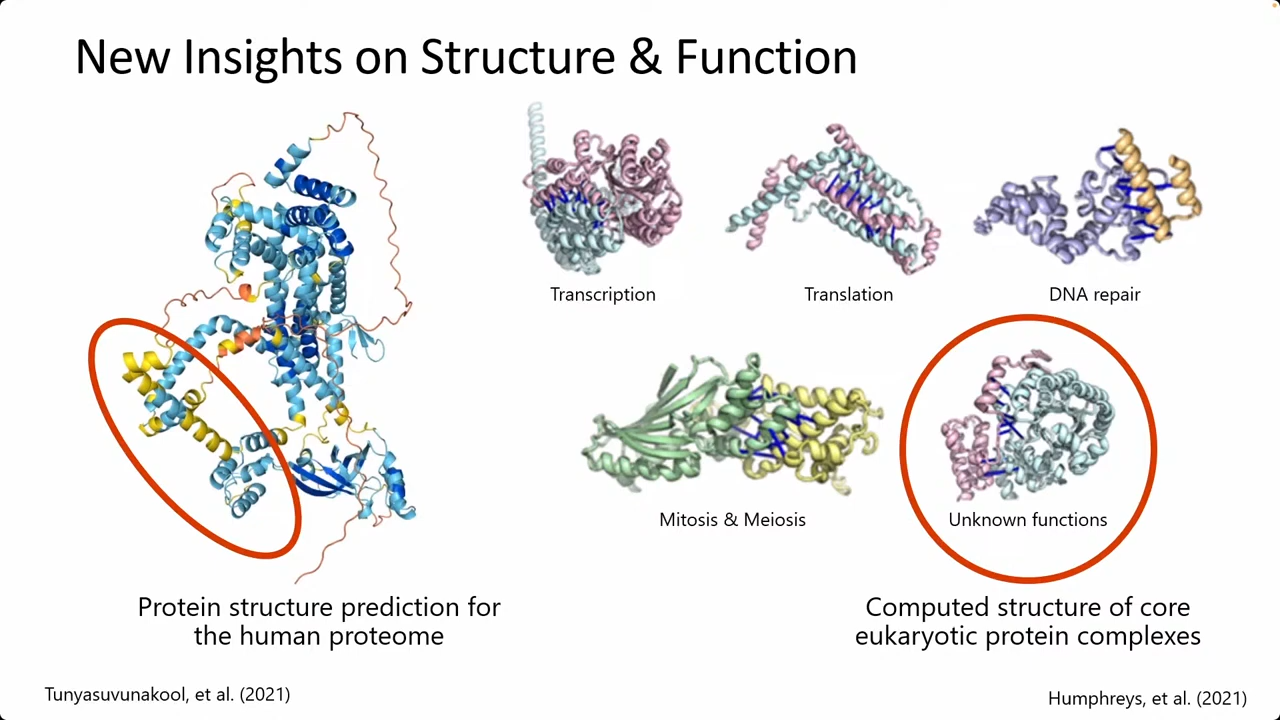 New Insights on Structure & Function
Transcription
Translation
DNA repair
Mitosis & Meiosis
Unknown functions
Protein structure prediction for
the human proteome
Computed structure of core
eukaryotic protein complexes
Tunyasuvunakool, et al. (2021)
Humphreys, et al. (2021)